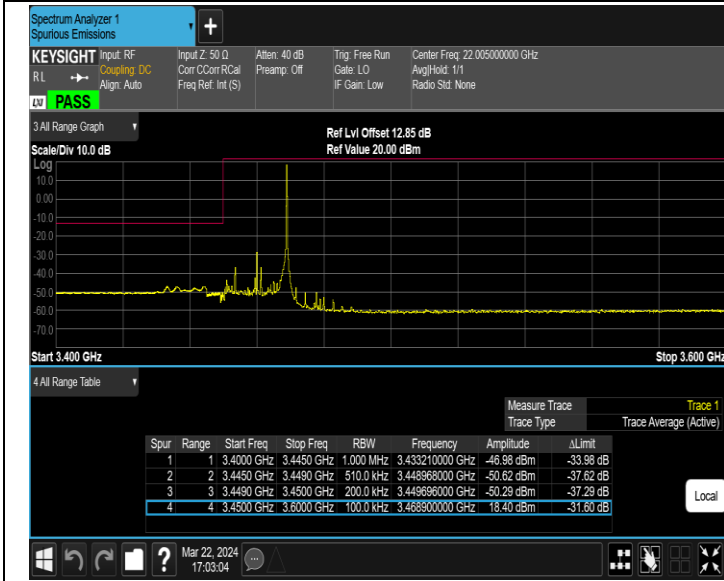 Spectrum Analyzer 1
Spurious Emissions
+
KEYSIGHT Input: RF
Coupling: DC
Align: Auto
R L
LXI PASS
Input Z: 50 Ω
Corr CCorr RCal
Freq Ref: Int (S)
Atten: 40 dB
Preamp: Off
Trig: Free Run
Gate: LO
IF Gain: Low
Center Freq: 22.005000000 GHz
Avg|Hold: 1/1
Radio Std: None
3 All Range Graph
Ref Lvl Offset 12.85 dB
Scale/Div 10.0 dB Ref Value 20.00 dBm
Log
10.0
0.00
-10.0
-20.0
-30.0
-40.0
-50.0
-60.0
-70.0
Start 3.400 GHz Stop 3.600 GHz
4 All Range Table
Measure Trace Trace 1
Trace Type Trace Average (Active)
Spur Range Start Freq Stop Freq RBW Frequency Amplitude ΔLimit
1 1 3.4000 GHz 3.4450 GHz 1.000 MHz 3.433210000 GHz -46.98 dBm -33.98 dB
2 2 3.4450 GHz 3.4490 GHz 510.0 kHz 3.448968000 GHz -50.62 dBm -37.62 dB
3 3 3.4490 GHz 3.4500 GHz 200.0 kHz 3.449696000 GHz -50.29 dBm -37.29 dB
4 4 3.4500 GHz 3.6000 GHz 100.0 kHz 3.468900000 GHz 18.40 dBm -31.60 dB
Local
?
Mar 22, 2024
17:03:04